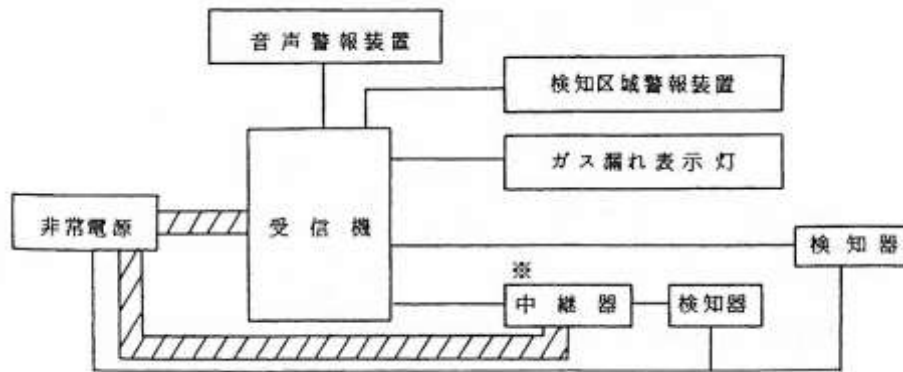 音声警報装置
検知区域警報装置
ガス漏れ表示灯
非常電源
受信機
検知器
※
中継器
検知器